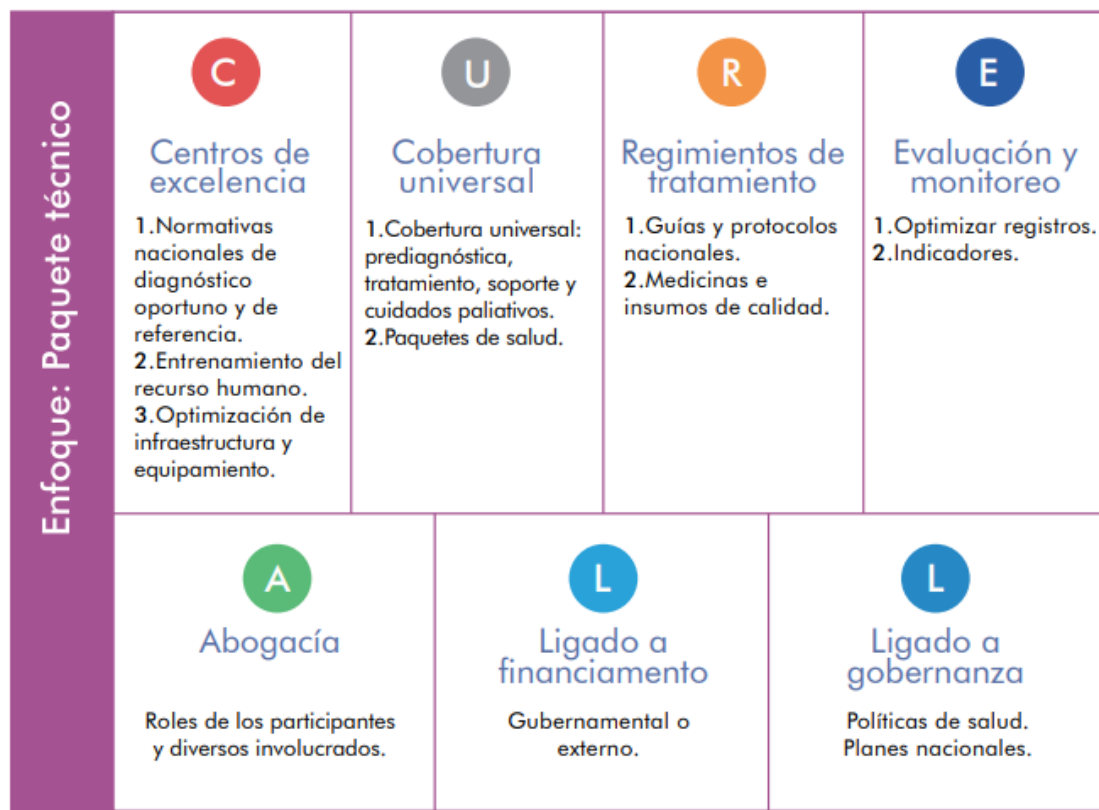 Enfoque: Paquete técnico
C
Centros de
excelencia
1.Normativas
nacionales de
diagnóstico
oportuno y de
referencia.
2.Entrenamiento del
recurso humano.
3.Optimización de
infraestructura y
equipamiento.
U
Cobertura
universal
1.Cobertura universal:
prediagnóstica,
tratamiento, soporte y
cuidados paliativos.
2.Paquetes de salud.
R
Regimientos de
tratamiento
1.Guías y protocolos
nacionales.
2.Medicinas e
insumos de calidad.
E
Evaluación y
monitoreo
1.Optimizar registros.
2.Indicadores.
A
Abogacía
Roles de los participantes
y diversos involucrados.
L
Ligado a
financiamento
Gubernamental o
externo.
L
Ligado a
gobernanza
Políticas de salud.
Planes nacionales.